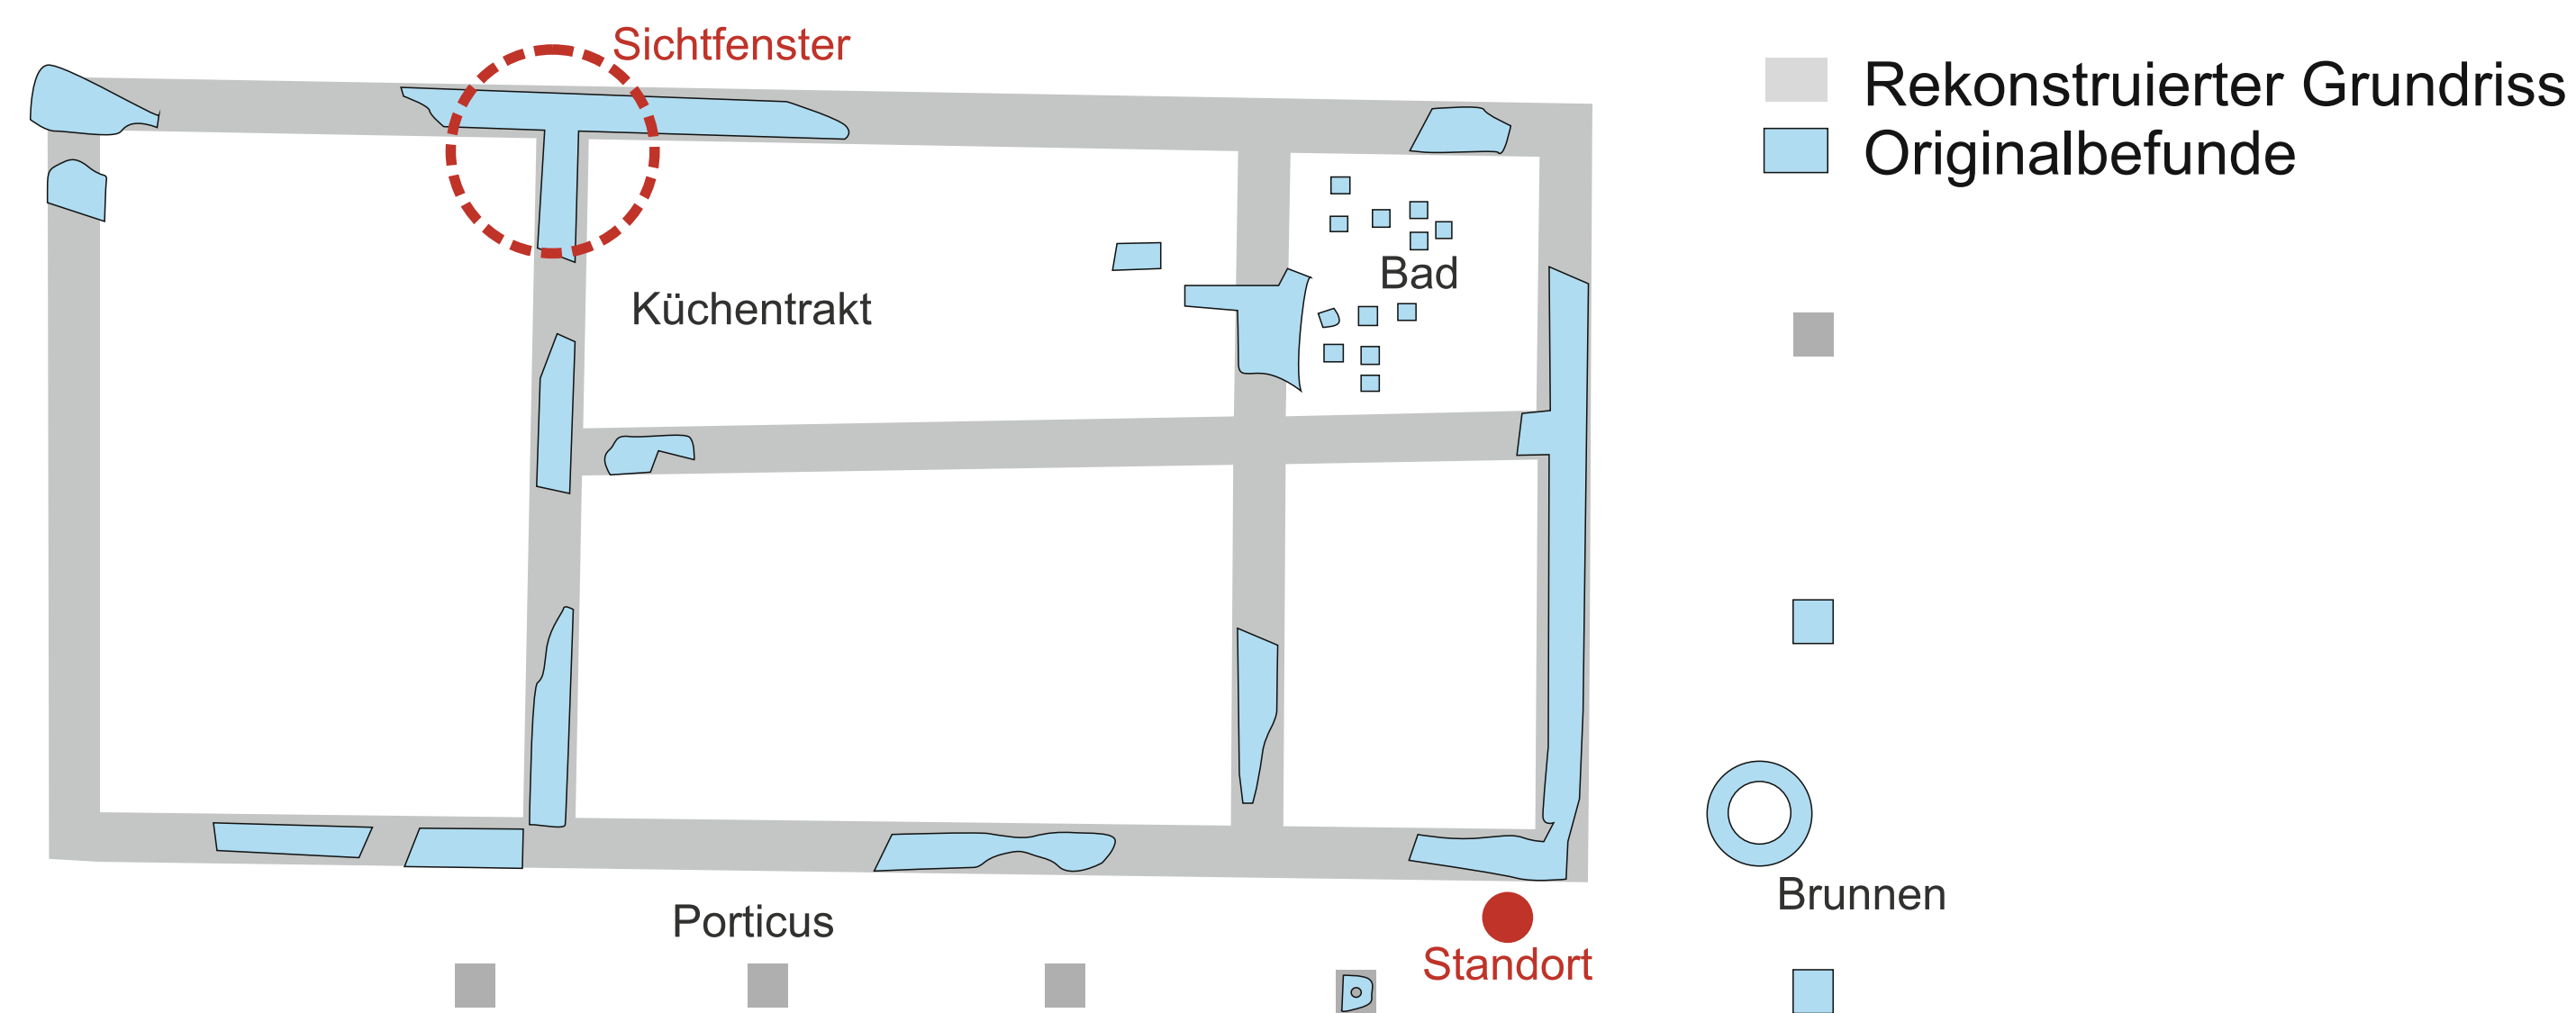 Sichtfenster
Rekonstruierter Grundriss
Originalbefunde
Bad
Küchentrakt
Brunnen
Porticus
Standort